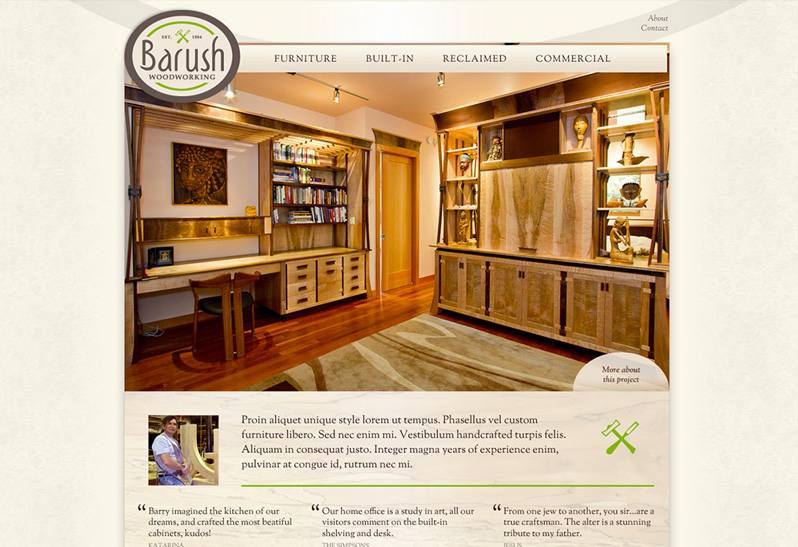 About
Contact
EST. 1984
Barush
WOODWORKING
FURNITURE BUILT-IN RECLAIMED COMMERCIAL
More about
this project
Proin aliquet unique style lorem ut tempus. Phasellus vel custom
furniture libero. Sed nec enim mi. Vestibulum handcrafted turpis felis.
Aliquam in consequat justo. Integer magna years of experience enim,
pulvinar at congue id, rutrum nec mi.
“ Barry imagined the kitchen of our
dreams, and crafted the most beatiful
cabinets, kudos!
KATARINA
“ Our home office is a study in art, all our
visitors comment on the built-in
shelving and desk.
THE SIMPSONS
“ From one jew to another, you sir...are a
true craftsman. The alter is a stunning
tribute to my father.
JESUS